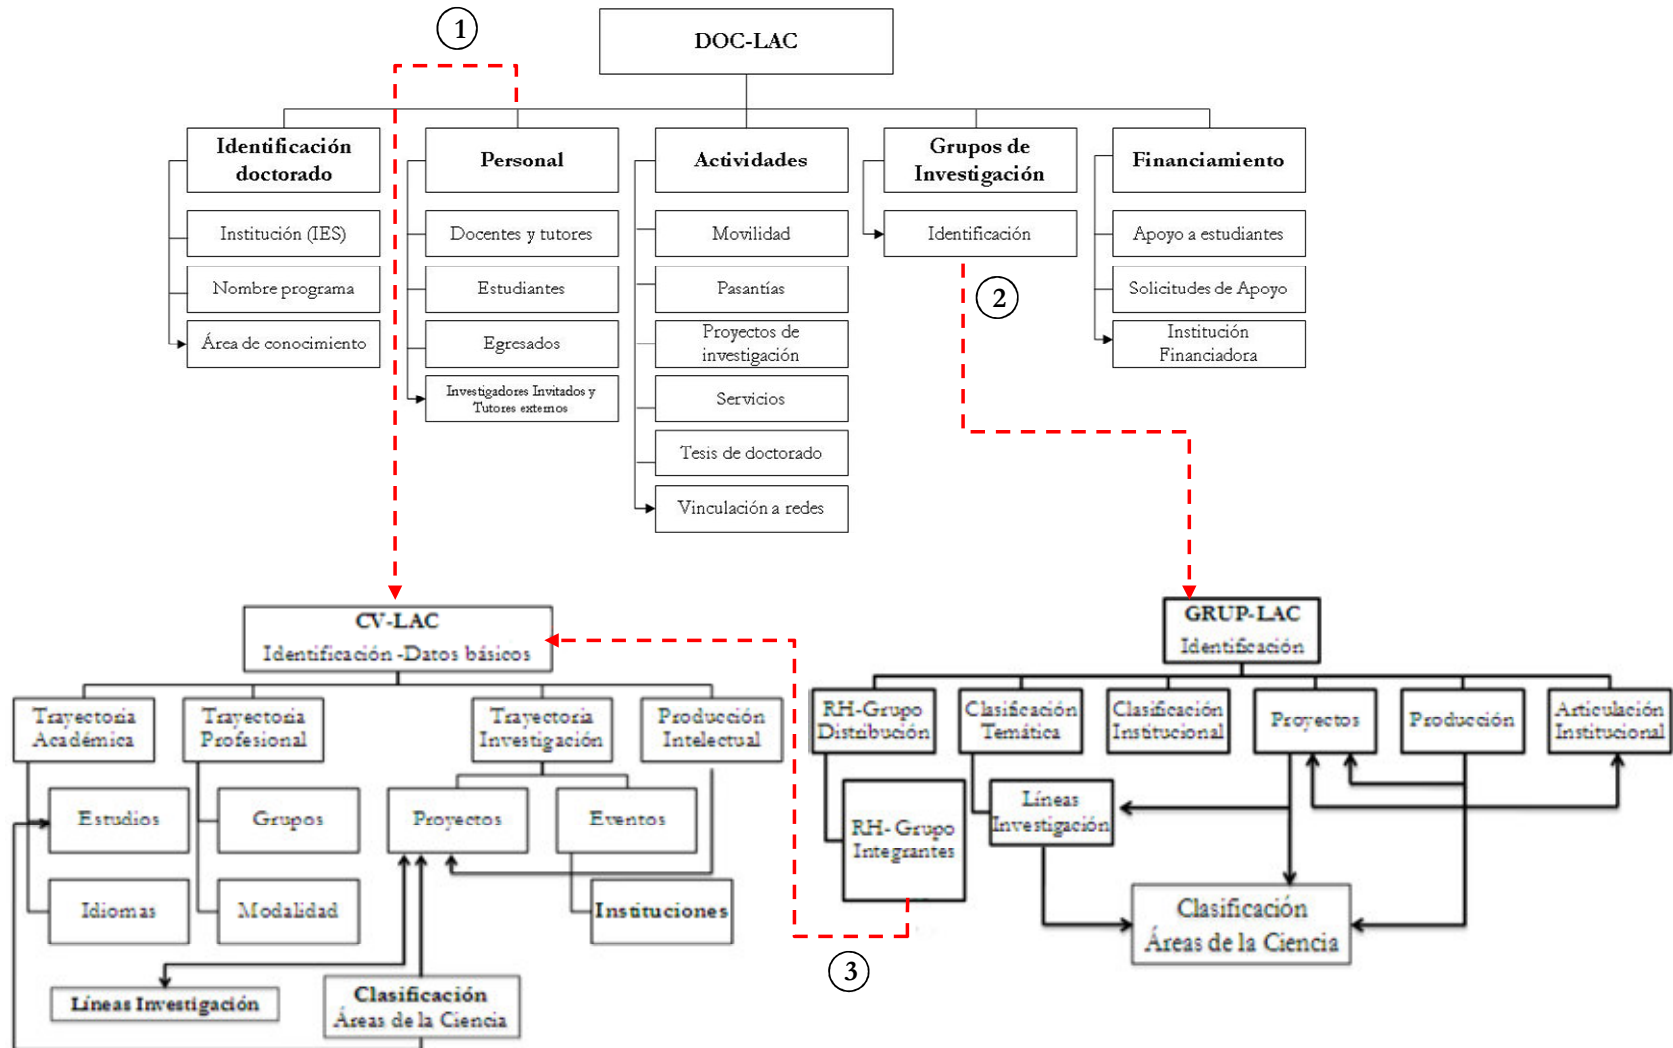 1
DOC-LAC
Identificación
doctorado
Personal
Actividades
Grupos de
Investigación
Financiamiento
Institución (IES)
Docentes y tutores
Movilidad
Identificación
Apoyo a estudiantes
Nombre programa
Estudiantes
Pasantías
2
Solicitudes de Apoyo
Área de conocimiento
Egresados
Proyectos de
investigación
Institución
Financiadora
Investigadores Invitados y
Tutores externos
Servicios
Tesis de doctorado
Vinculación a redes
CV-LAC
Identificación -Datos básicos
GRUP-LAC
Identificación
Trayectoria
Académica
Trayectoria
Profesional
Trayectoria
Investigación
Producción
Intelectual
RH-Grupo
Distribución
Clasificación
Temática
Clasificación
Institucional
Proyectos
Producción
Articulación
Institucional
Estudios
Grupos
Proyectos
Eventos
RH- Grupo
Integrantes
Líneas
Investigación
Idiomas
Modalidad
Instituciones
Clasificación
Áreas de la Ciencia
3
Líneas Investigación
Clasificación
Áreas de la Ciencia